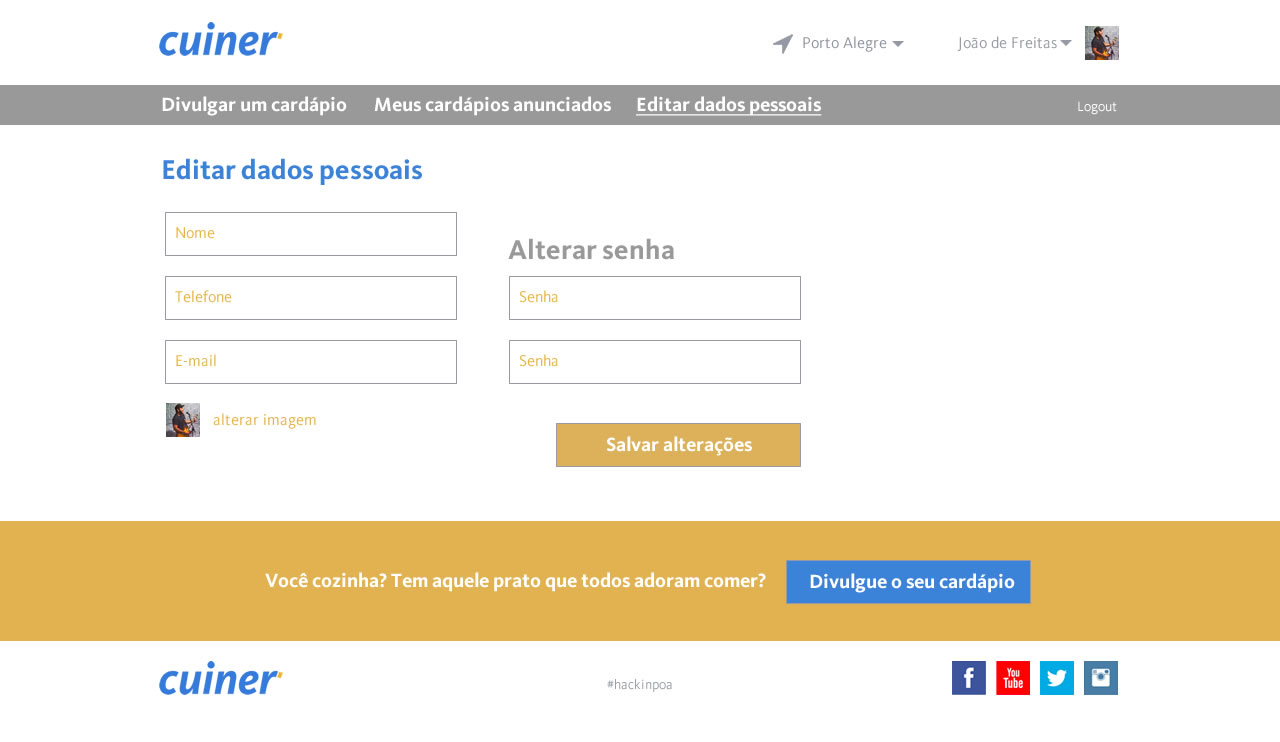 cuiner
Porto Alegre
João de Freitas
Divulgar um cardápio
Meus cardápios anunciados
Editar dados pessoais
Logout
Editar dados pessoais
Nome
Telefone
E-mail
alterar imagem
Alterar senha
Senha
Senha
Salvar alterações
Você cozinha? Tem aquele prato que todos adoram comer?
Divulgue o seu cardápio
cuiner
#hackinpoa
f
You
Tube